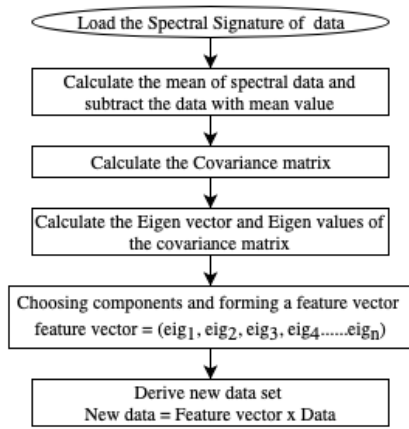 Load the Spectral Signature of data
Calculate the mean of spectral data and
subtract the data with mean value
Calculate the Covariance matrix
Calculate the Eigen vector and Eigen values of
the covariance matrix
Choosing components and forming a feature vector
feature vector = (eig₁, eig₂, eig₃, eig₄......eigₙ)
Derive new data set
New data = Feature vector x Data